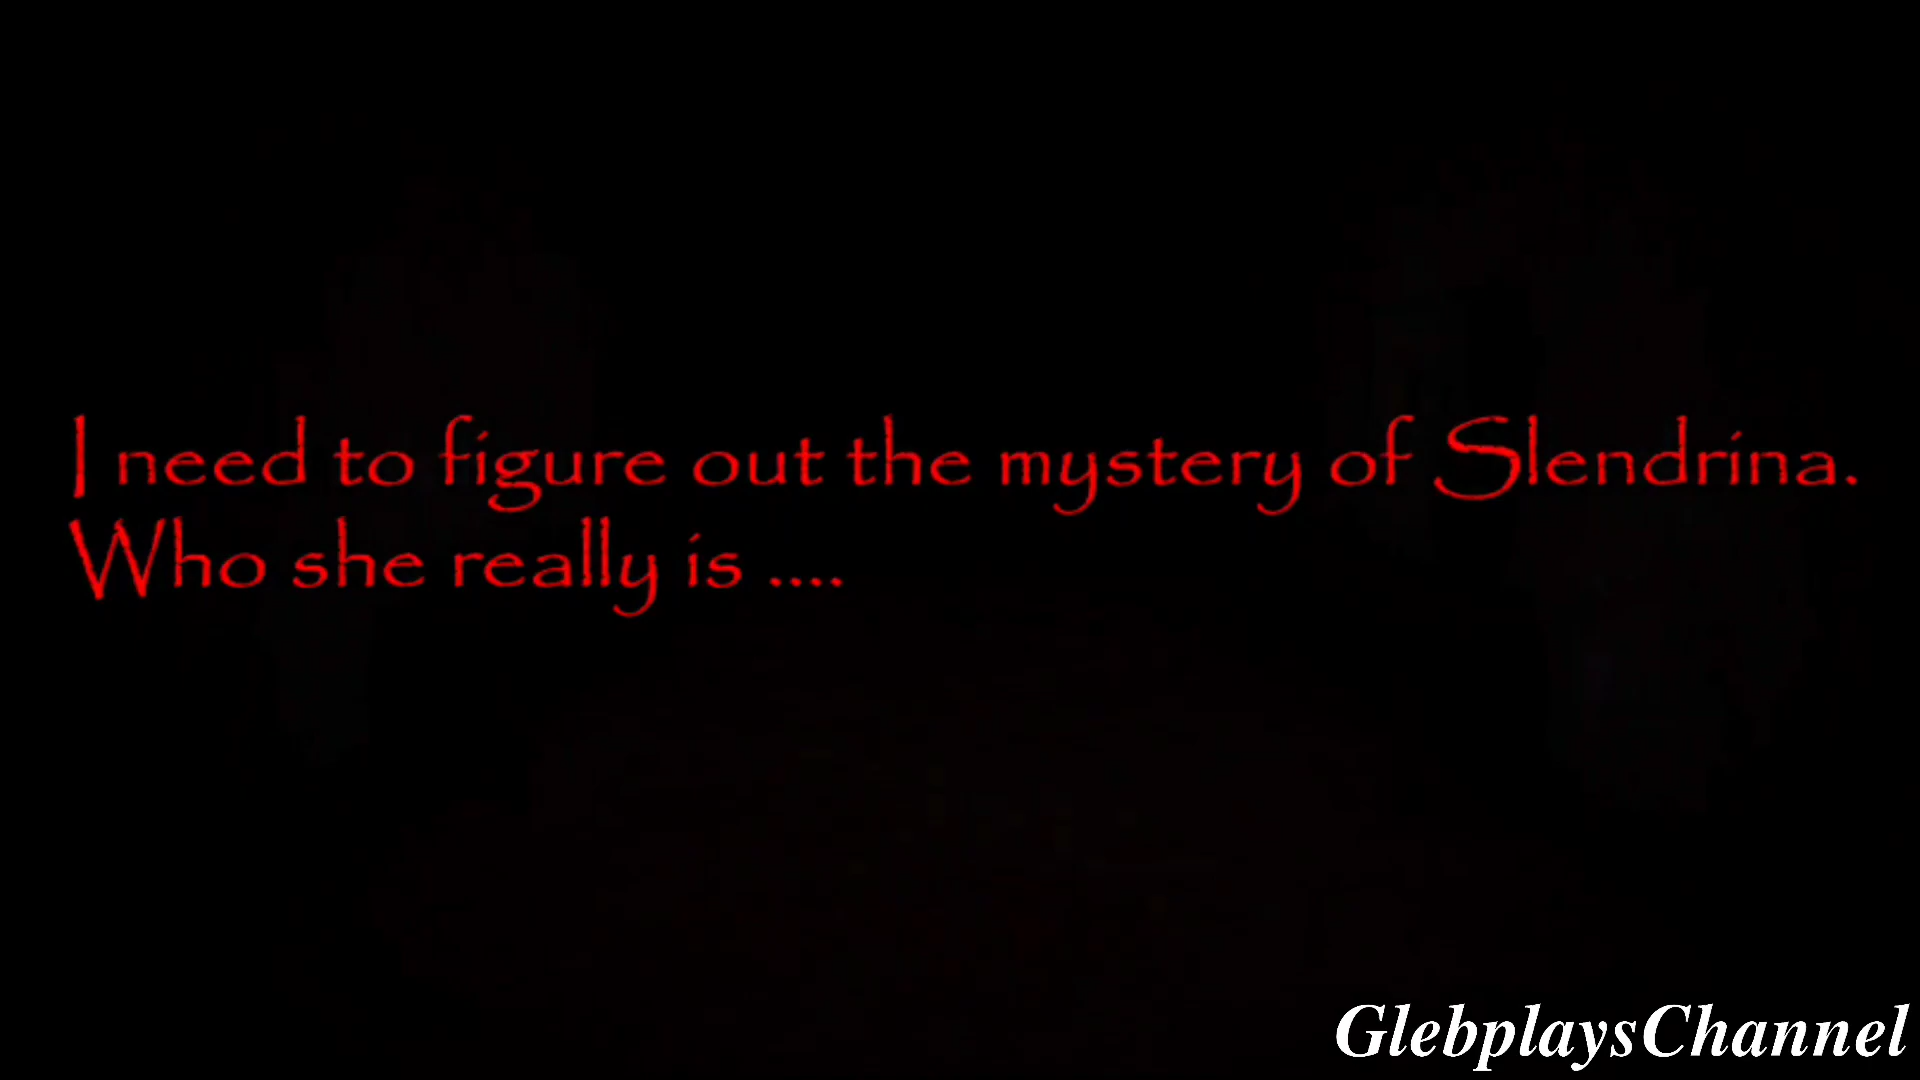 I need to figure out the mystery of Slendrina.
Who she really is ....
GlebplaysChannel